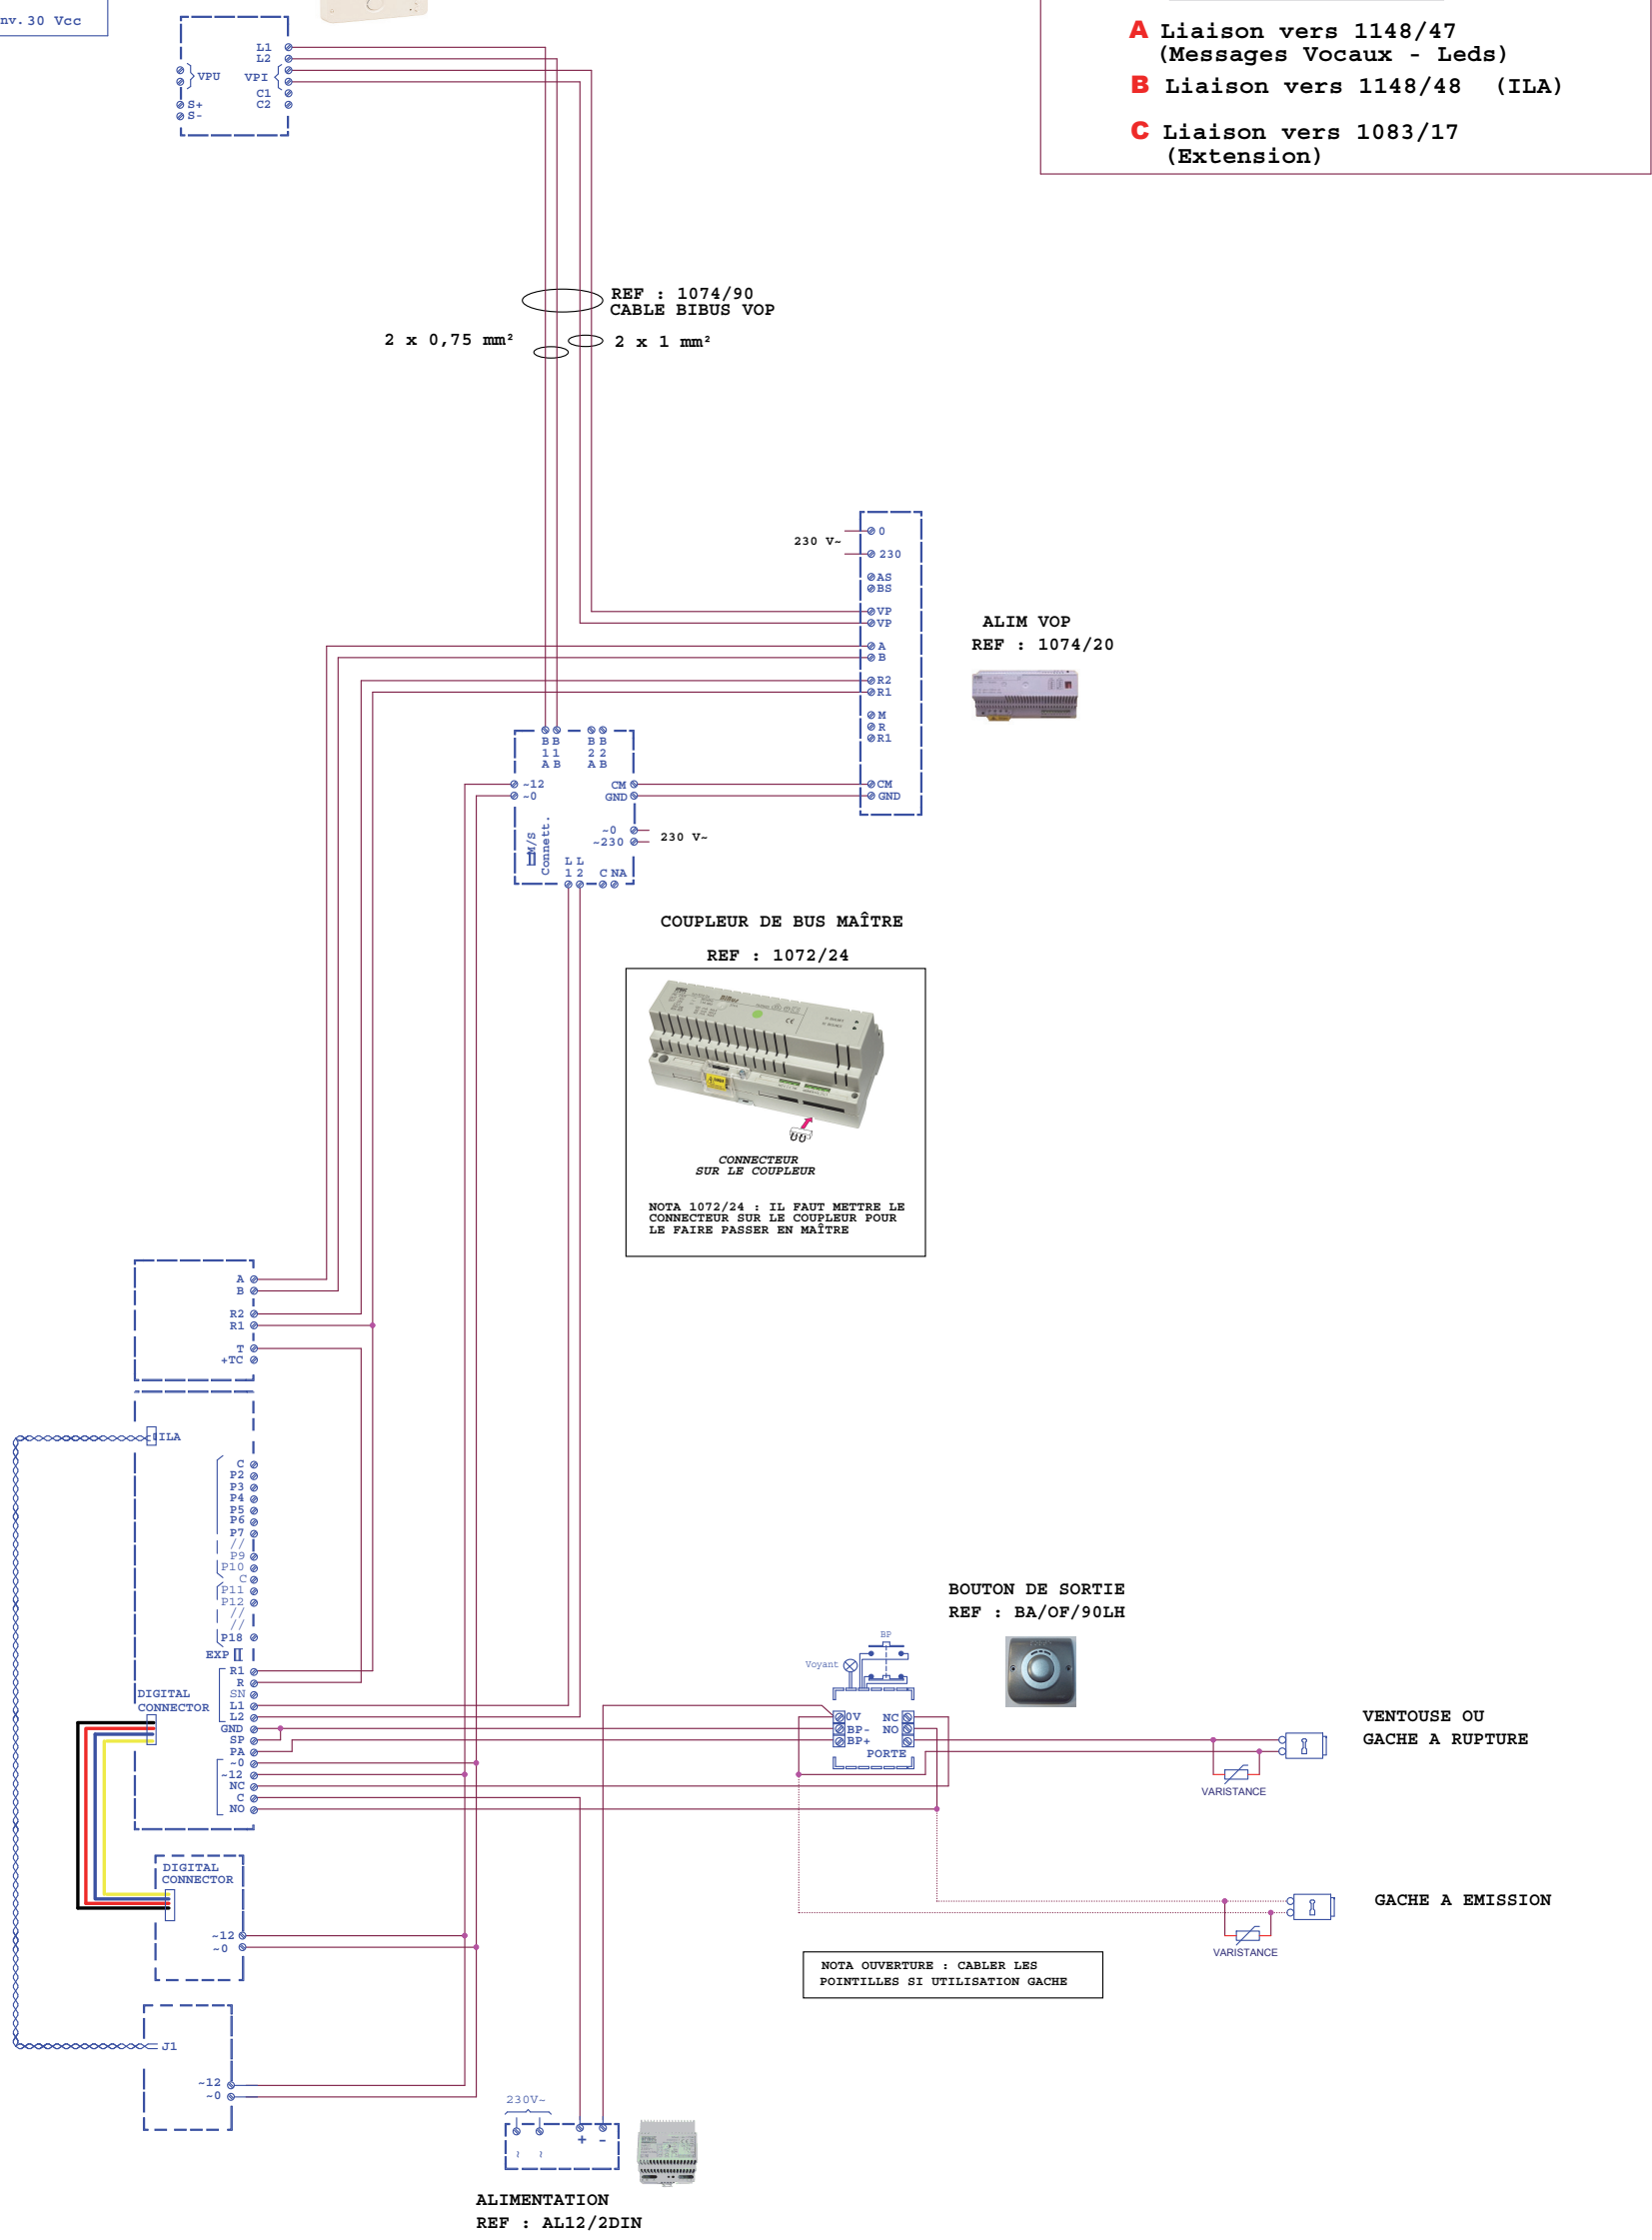 nv.30 Vcc
L1
L2
VPU
VPI
C1
C2
S+
S-
A Liaison vers 1148/47
(Messages Vocaux - Leds)
B Liaison vers 1148/48 (ILA)
C Liaison vers 1083/17
(Extension)
REF : 1074/90
CABLE BIBUS VOP
2 x 0,75 mm²
2 x 1 mm²
230 V~
0
230
AS
BS
VP
VP
A
B
R2
R1
M
R
R1
CM
GND
ALIM VOP
REF : 1074/20
B1A
B1B
B2A
B2B
~12
~0
CM
GND
~0
~230
230 V~
M/S
Connett.
L1
L2
C NA
COUPLEUR DE BUS MAÎTRE
REF : 1072/24
CONNECTEUR
SUR LE COUPLEUR
NOTA 1072/24 : IL FAUT METTRE LE
CONNECTEUR SUR LE COUPLEUR POUR
LE FAIRE PASSER EN MAÎTRE
A
B
R2
R1
T
+TC
ILA
C
P2
P3
P4
P5
P6
P7
//
P9
P10
C
P11
P12
//
//
P18
EXP
R1
R
SN
L1
L2
GND
SP
PA
~0
~12
NC
C
NO
DIGITAL
CONNECTOR
DIGITAL
CONNECTOR
~12
~0
J1
~12
~0
BOUTON DE SORTIE
REF : BA/OF/90LH
BP
Voyant
0V
BP-
BP+
NC
NO
PORTE
VENTOUSE OU
GACHE A RUPTURE
VARISTANCE
GACHE A EMISSION
VARISTANCE
NOTA OUVERTURE : CABLER LES
POINTILLES SI UTILISATION GACHE
230V~
~
~
+
-
ALIMENTATION
REF : AL12/2DIN